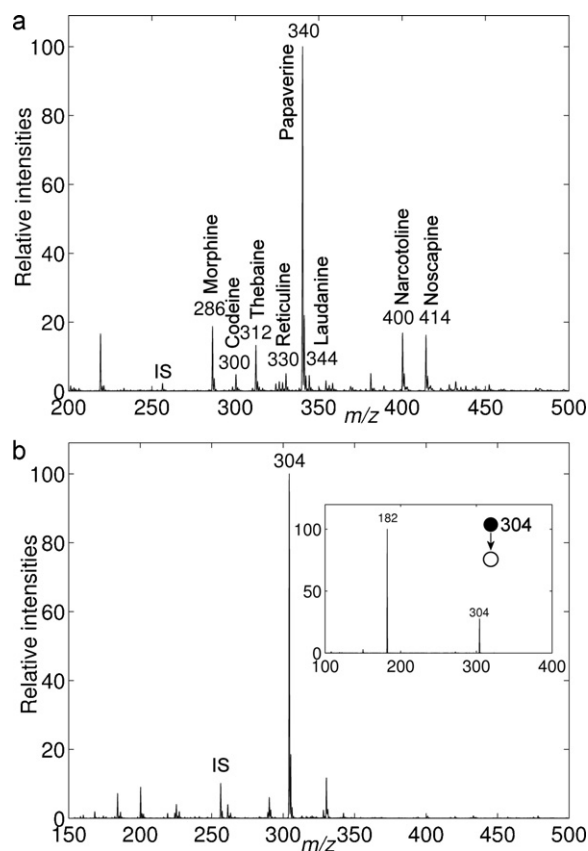 a
340
100
80
60
40
20
0
Relative intensities
Papaverine
Morphine
286
Codeine
300
Thebaine
312
Reticuline
330
Laudanine
344
Narcotoline
400
Noscapine
414
IS
200 250 300 350 400 450 500
m/z
b
304
100
80
60
40
20
0
Relative intensities
IS
182
304
304
100
50
0
100 200 300 400
150 200 250 300 350 400 450 500
m/z